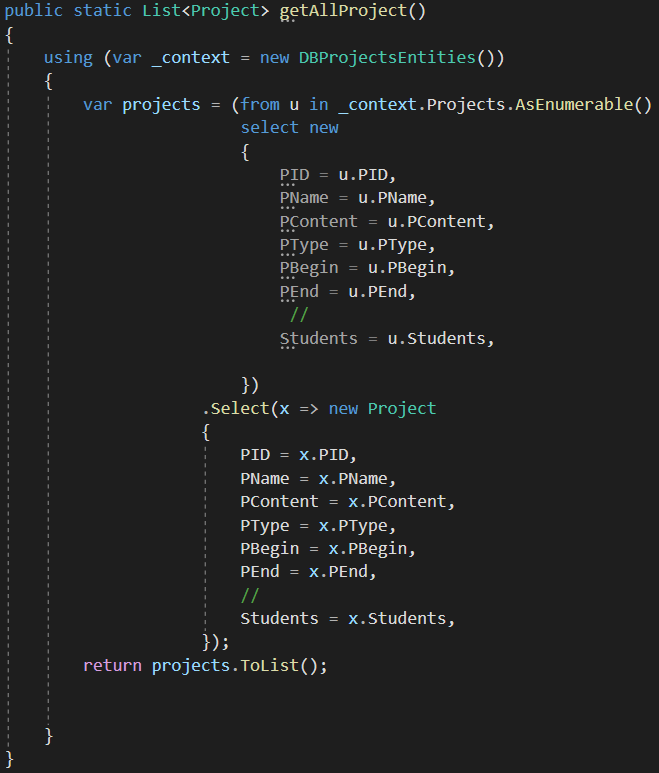 public static List<Project> getAllProject()
{
    using (var _context = new DBProjectsEntities())
    {
        var projects = (from u in _context.Projects.AsEnumerable()
                        select new
                        {
                            PID = u.PID,
                            PName = u.PName,
                            PContent = u.PContent,
                            PType = u.PType,
                            PBegin = u.PBegin,
                            PEnd = u.PEnd,
                             //
                            Students = u.Students,

                        })
                    .Select(x => new Project
                    {
                        PID = x.PID,
                        PName = x.PName,
                        PContent = x.PContent,
                        PType = x.PType,
                        PBegin = x.PBegin,
                        PEnd = x.PEnd,
                        //
                        Students = x.Students,
                    });
        return projects.ToList();


    }
}